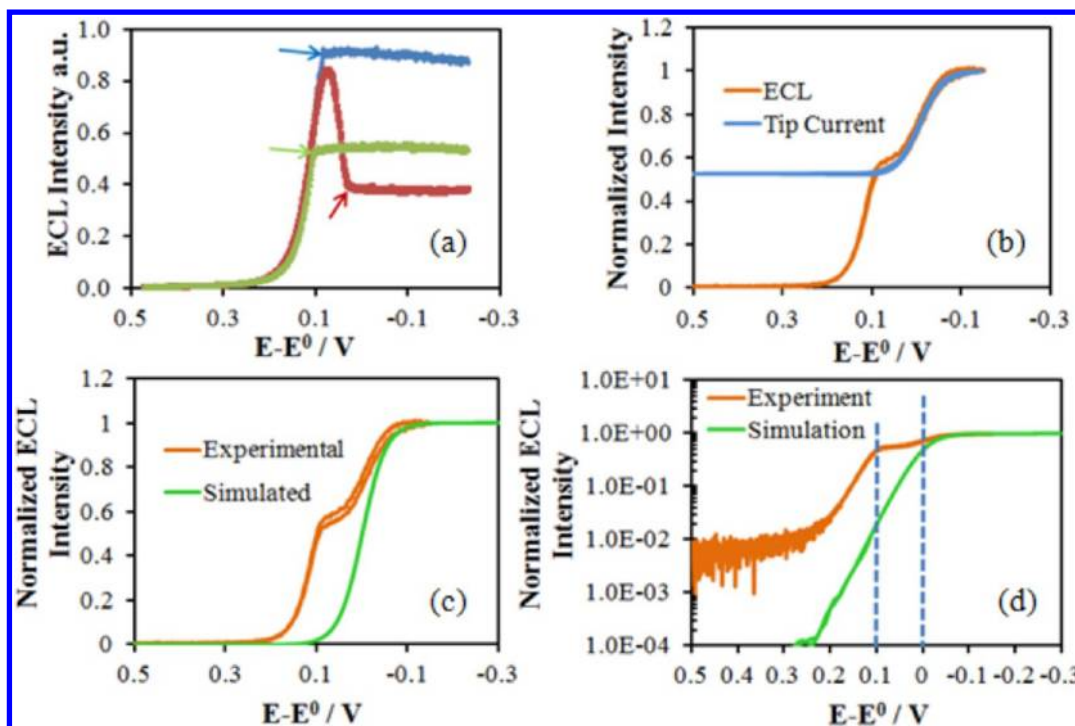 ECL Intensity a.u.
1.0
0.8
0.6
0.4
0.2
0.0
0.5 0.3 0.1 -0.1 -0.3
E-E⁰ / V
(a)
Normalized Intensity
1.2
1
0.8
0.6
0.4
0.2
0
0.5 0.3 0.1 -0.1 -0.3
E-E⁰ / V
ECL
Tip Current
(b)
Normalized ECL
Intensity
1.2
1
0.8
0.6
0.4
0.2
0
0.5 0.3 0.1 -0.1 -0.3
E-E⁰ / V
Experimental
Simulated
(c)
Normalized ECL
Intensity
1.0E+01
1.0E+00
1.0E-01
1.0E-02
1.0E-03
1.0E-04
0.5 0.4 0.3 0.2 0.1 0 -0.1 -0.2 -0.3
E-E⁰ / V
Experiment
Simulation
(d)